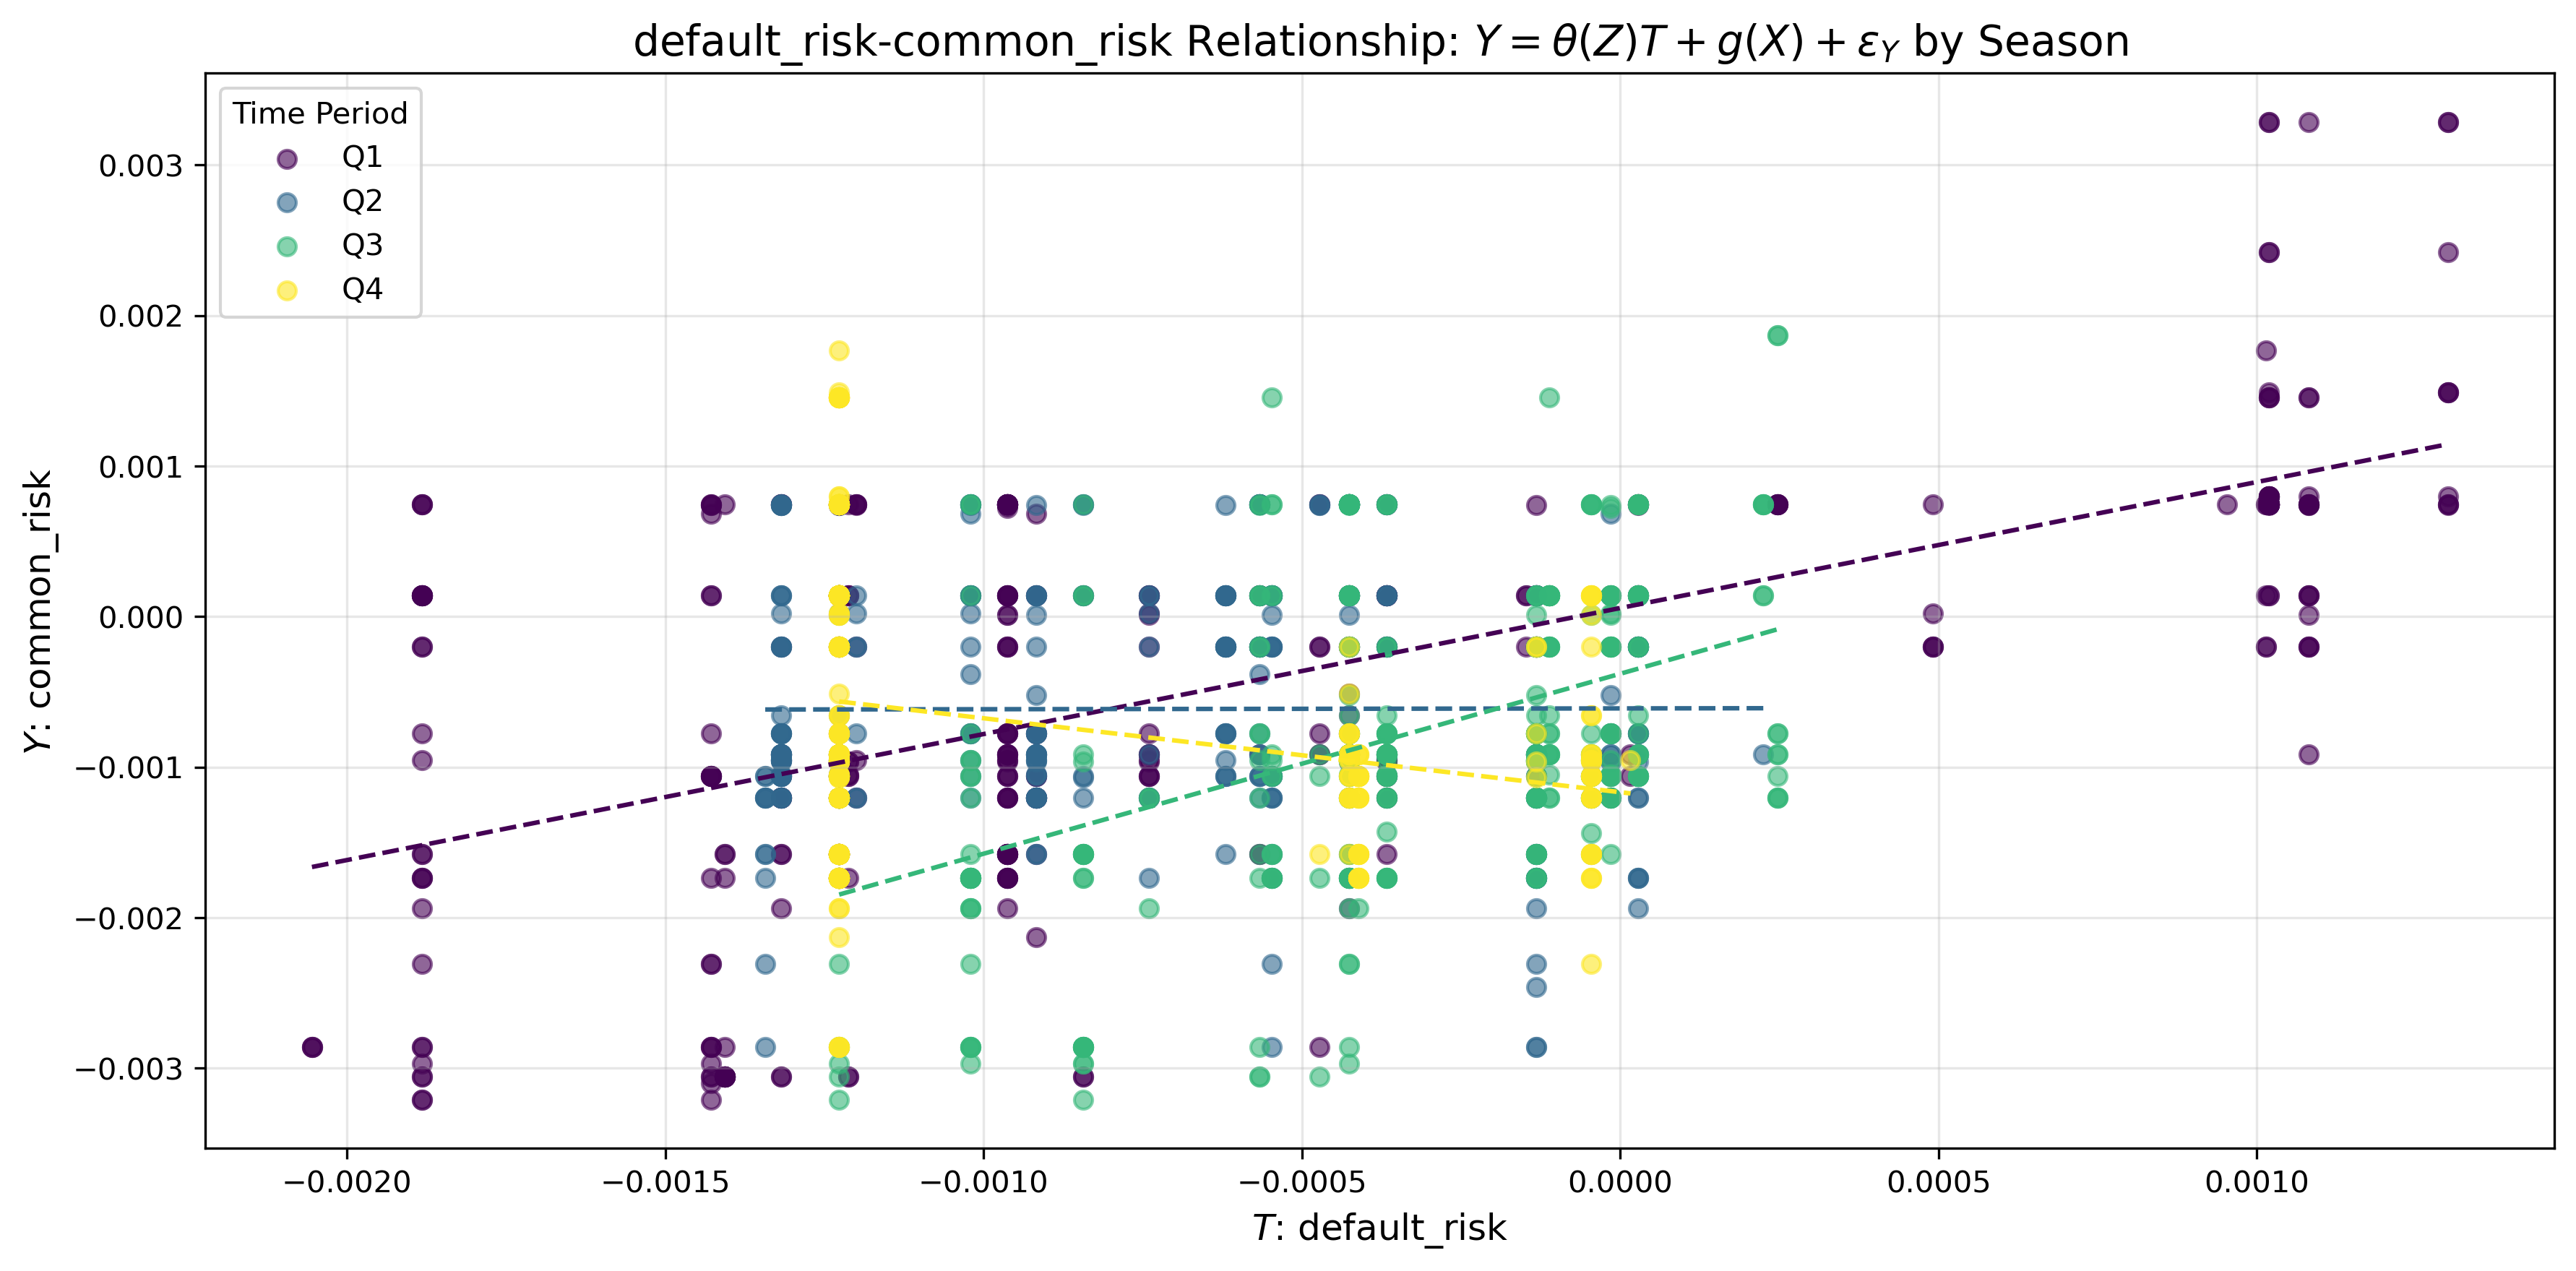 default_risk-common_risk Relationship: $Y = \theta(Z)T + g(X) + \varepsilon_Y$ by Season
Time Period
Q1
Q2
Q3
Q4
Y: common_risk
0.003
0.002
0.001
0.000
−0.001
−0.002
−0.003
−0.0020 −0.0015 −0.0010 −0.0005 0.0000 0.0005 0.0010
T: default_risk